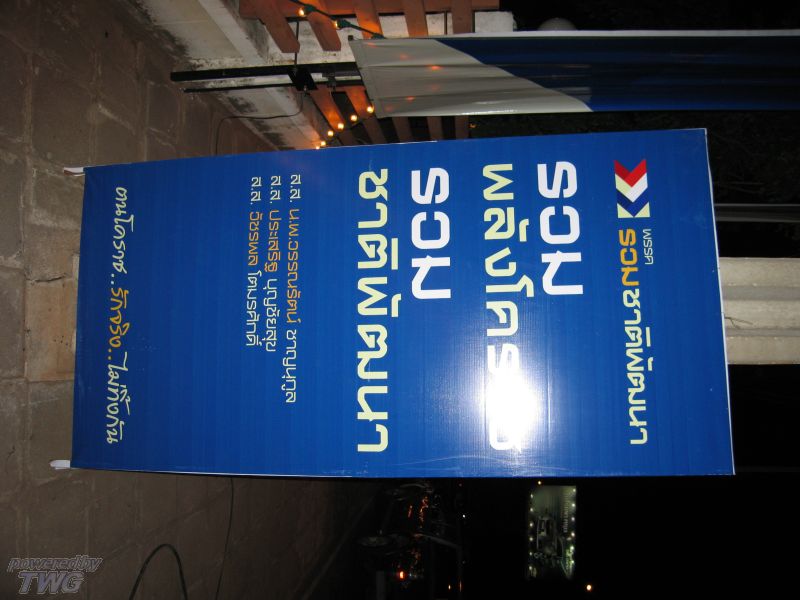 พรรค
รวมชาติพัฒนา
รวม
พลังโคราช
รวม
ชาติพัฒนา
ส.ส. นพ.วรรณรัตน์ ชาญนุกูล
ส.ส. ประเสริฐ บุญชัยสุข
ส.ส. วัชรพล โตมรศักดิ์
คนโคราช..รักจริง..ไม่ทิ้งกัน
powered by
TWG